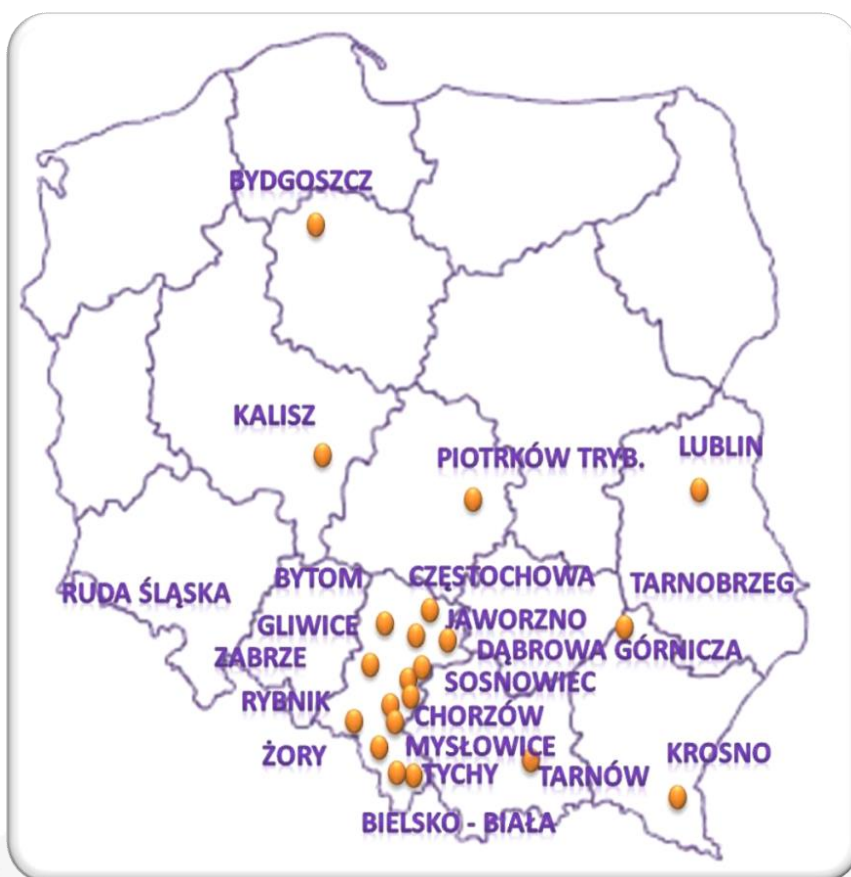 BYDGOSZCZ
KALISZ
PIOTRKÓW TRYB.
LUBLIN
RUDA ŚLĄSKA
BYTOM
CZĘSTOCHOWA
TARNOBRZEG
GLIWICE
JAWORZNO
ZABRZE
DĄBROWA GÓRNICZA
RYBNIK
SOSNOWIEC
CHORZÓW
ŻORY
MYSŁOWICE
KROSNO
TYCHY
TARNÓW
BIELSKO - BIAŁA